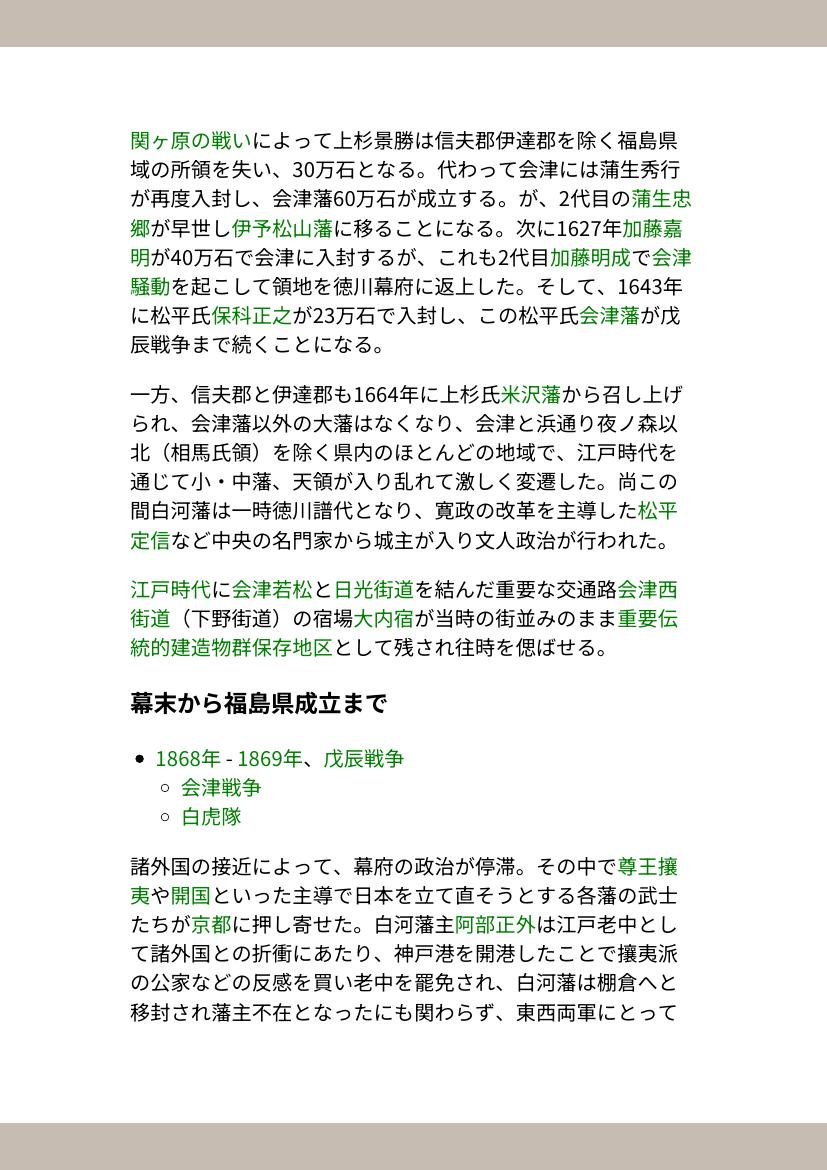 関ヶ原の戦いによって上杉景勝は信夫郡伊達郡を除く福島県
域の所領を失い、30万石となる。代わって会津には蒲生秀行
が再度入封し、会津藩60万石が成立する。が、2代目の蒲生忠
郷が早世し伊予松山藩に移ることになる。次に1627年加藤嘉
明が40万石で会津に入封するが、これも2代目加藤明成で会津
騒動を起こして領地を徳川幕府に返上した。そして、1643年
に松平氏保科正之が23万石で入封し、この松平氏会津藩が戊
辰戦争まで続くことになる。
一方、信夫郡と伊達郡も1664年に上杉氏米沢藩から召し上げ
られ、会津藩以外の大藩はなくなり、会津と浜通り夜ノ森以
北（相馬氏領）を除く県内のほとんどの地域で、江戸時代を
通じて小・中藩、天領が入り乱れて激しく変遷した。尚この
間白河藩は一時徳川譜代となり、寛政の改革を主導した松平
定信など中央の名門家から城主が入り文人政治が行われた。
江戸時代に会津若松と日光街道を結んだ重要な交通路会津西
街道（下野街道）の宿場大内宿が当時の街並みのまま重要伝
統的建造物群保存地区として残され往時を偲ばせる。
幕末から福島県成立まで
• 1868年 - 1869年、戊辰戦争
◦ 会津戦争
◦ 白虎隊
諸外国の接近によって、幕府の政治が停滞。その中で尊王攘
夷や開国といった主導で日本を立て直そうとする各藩の武士
たちが京都に押し寄せた。白河藩主阿部正外は江戸老中とし
て諸外国との折衝にあたり、神戸港を開港したことで攘夷派
の公家などの反感を買い老中を罷免され、白河藩は棚倉へと
移封され藩主不在となったにも関わらず、東西両軍にとって